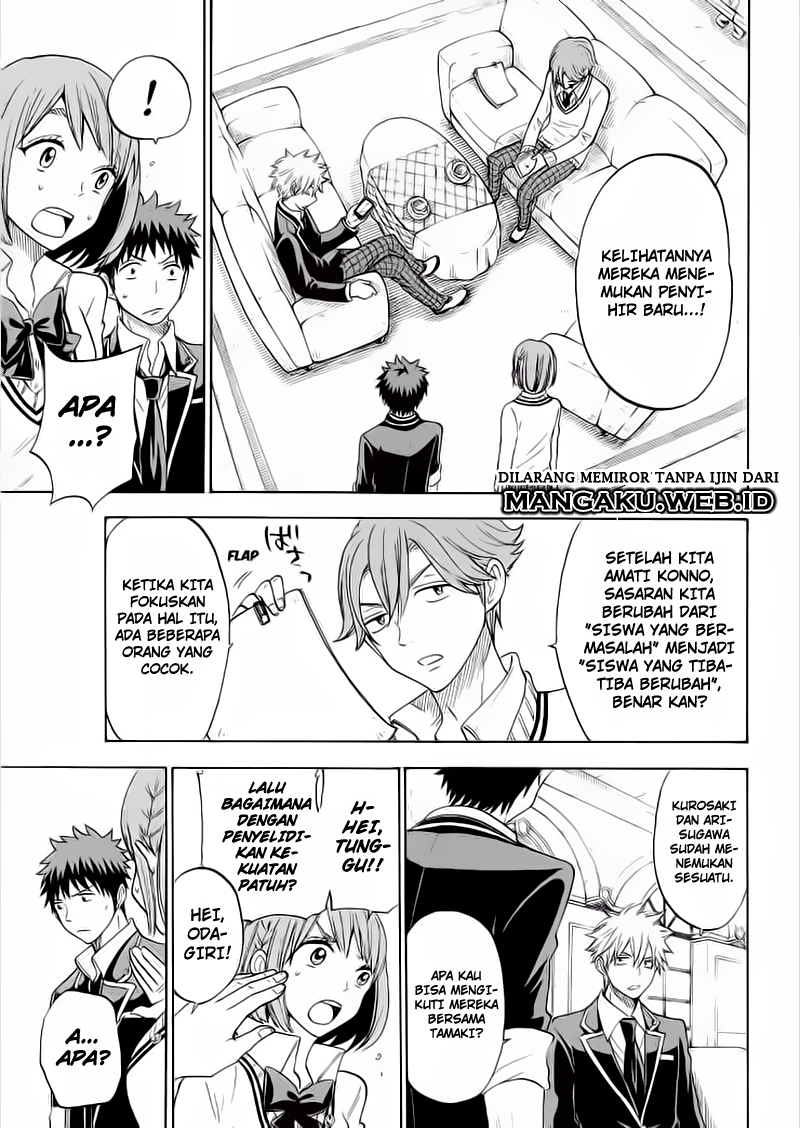 KELIHATANNYA
MEREKA MENE-
MUKAN PENYI-
HIR BARU...!
!
APA
...?
DILARANG MEMIROR TANPA IJIN DARI
MANGAKU.WEB.ID
SETELAH KITA
AMATI KONNO,
SASARAN KITA
BERUBAH DARI
"SISWA YANG BER-
MASALAH" MENJADI
"SISWA YANG TIBA-
TIBA BERUBAH",
BENAR KAN?
ばさっ
FLAP
KETIKA KITA
FOKUSKAN
PADA HAL ITU,
ADA BEBERAPA
ORANG YANG
COCOK.
KUROSAKI
DAN ARI-
SUGAWA
SUDAH ME-
NEMUKAN
SESUATU.
APA KAU
BISA MENGI-
KUTI MEREKA
BERSAMA
TAMAKI?
H-
HEI,
TUNG-
GU!!
LALU
BAGAIMANA
DENGAN
PENYELIDI-
KAN KE-
KUATAN
PATUH?
HEI,
ODA-
GIRI!
A...
APA?